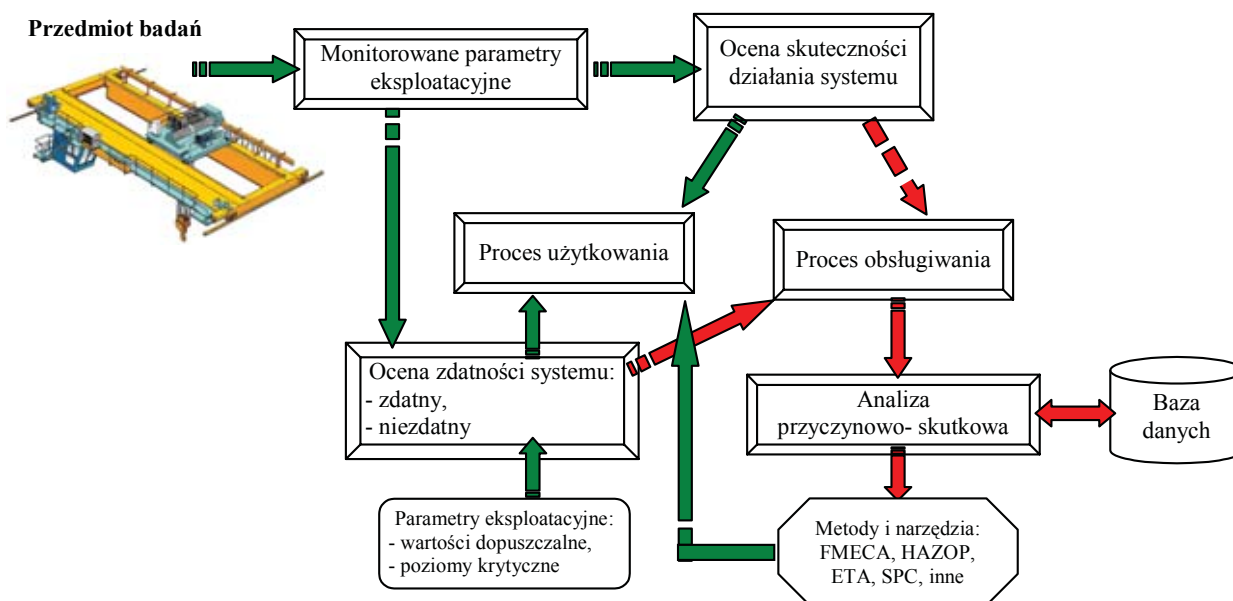 Przedmiot badań
Monitorowane parametry
eksploatacyjne
Ocena skuteczności
działania systemu
Proces użytkowania
Proces obsługiwania
Ocena zdatności systemu:
- zdatny,
- niezdatny
Analiza
przyczynowo- skutkowa
Baza
danych
Parametry eksploatacyjne:
- wartości dopuszczalne,
- poziomy krytyczne
Metody i narzędzia:
FMECA, HAZOP,
ETA, SPC, inne